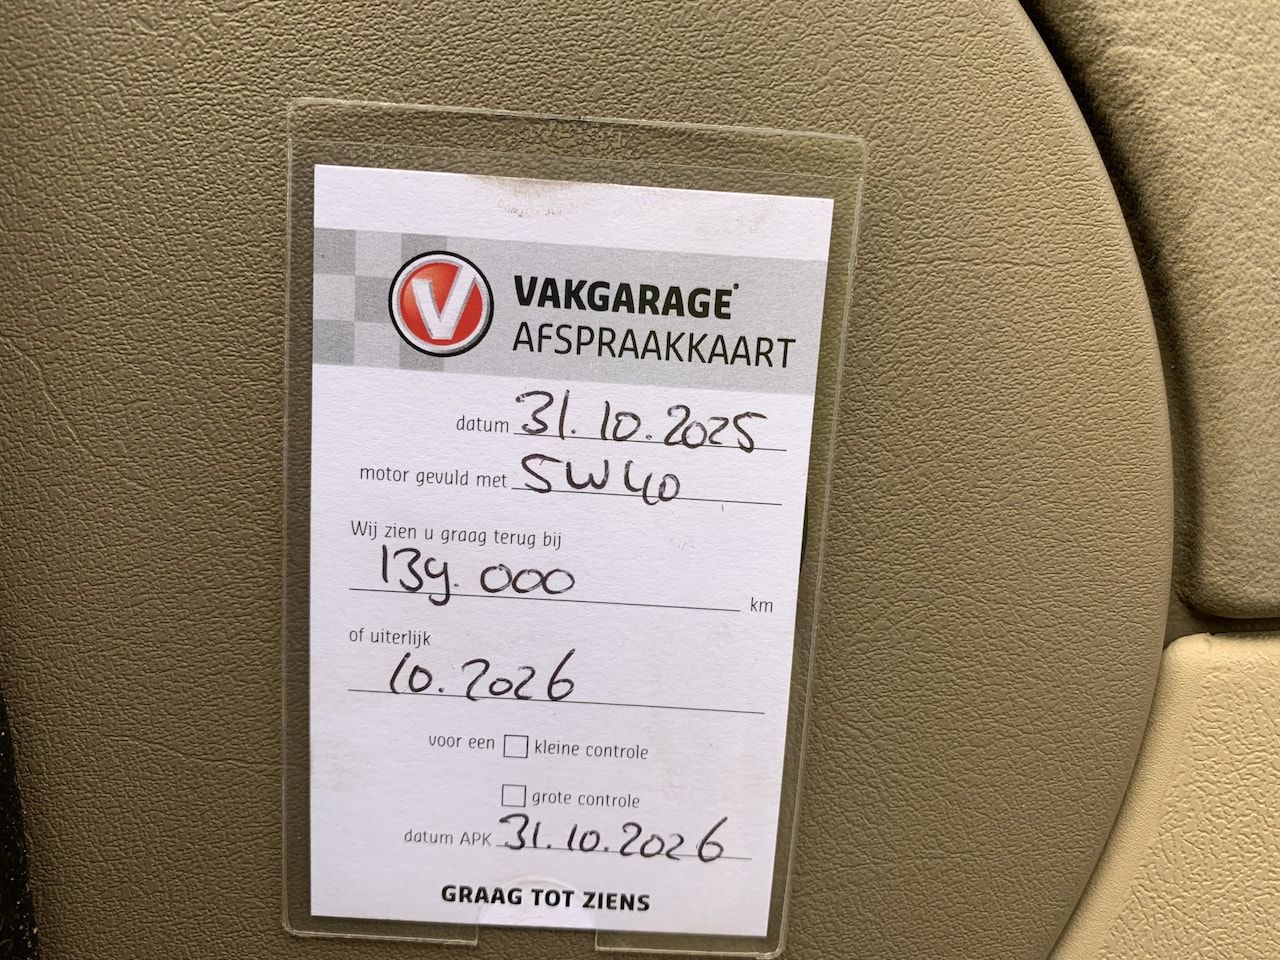 V VAKGARAGE
AFSPRAAKKAART
datum 31.10.2025
motor gevuld met 5W40
Wij zien u graag terug bij
139.000 km
of uiterlijk
10.2026
voor een kleine controle
grote controle
datum APK 31.10.2026
GRAAG TOT ZIENS